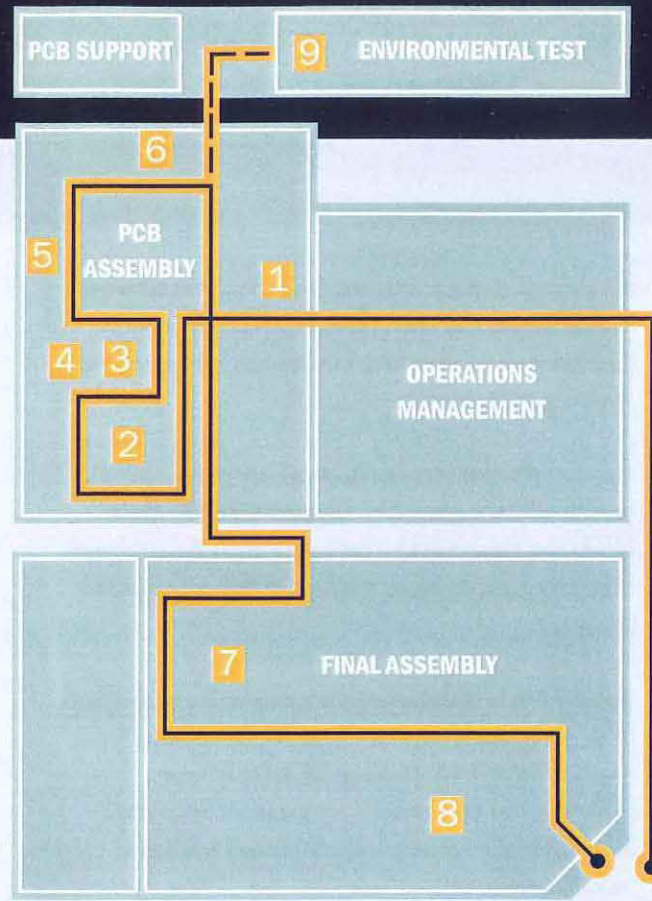 PCB SUPPORT
9
ENVIRONMENTAL TEST
6
PCB
ASSEMBLY
5
1
4
3
2
OPERATIONS
MANAGEMENT
7
FINAL ASSEMBLY
8